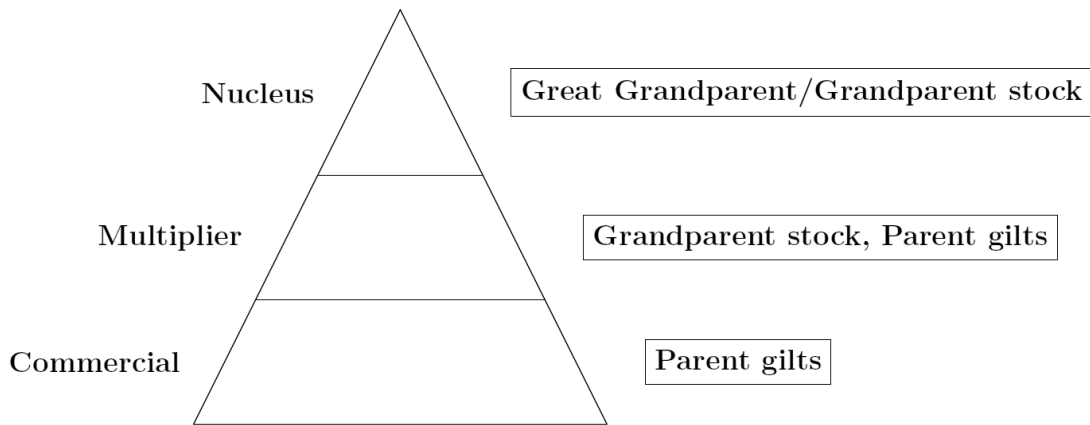 Nucleus
Great Grandparent/Grandparent stock
Multiplier
Grandparent stock, Parent gilts
Commercial
Parent gilts